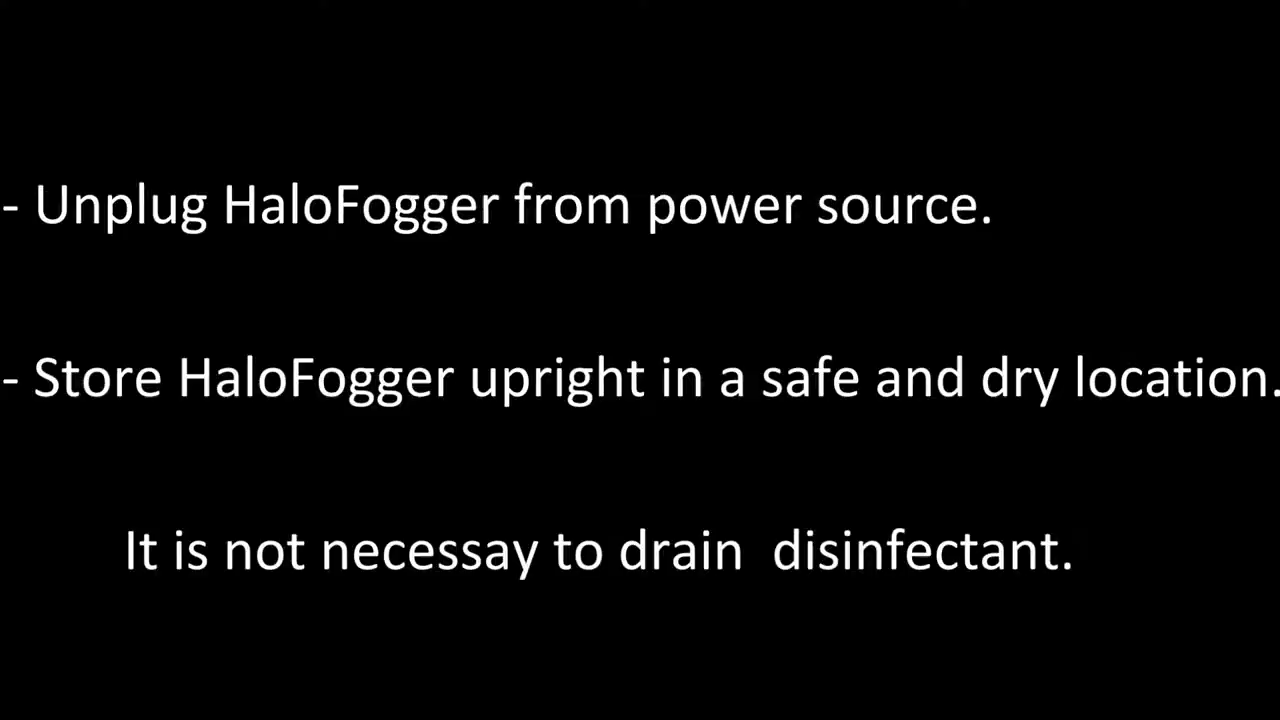 - Unplug HaloFogger from power source.
- Store HaloFogger upright in a safe and dry location.
It is not necessay to drain  disinfectant.